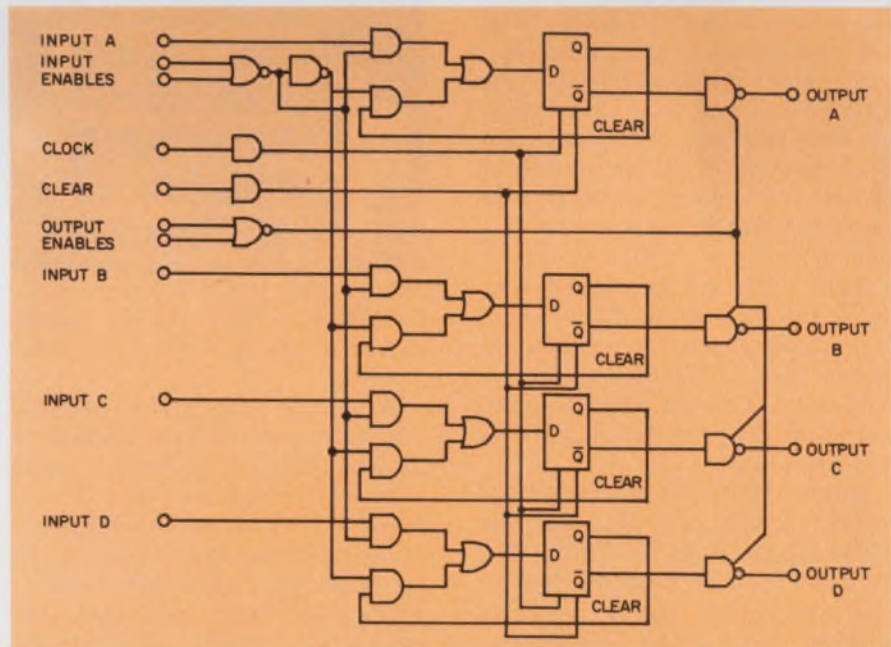 INPUT A
INPUT
ENABLES
CLOCK
CLEAR
OUTPUT
ENABLES
INPUT B
INPUT C
INPUT D
D
Q
Q̅
CLEAR
OUTPUT
A
D
Q
Q̅
CLEAR
OUTPUT
B
D
Q
Q̅
CLEAR
OUTPUT
C
D
Q
Q̅
CLEAR
OUTPUT
D